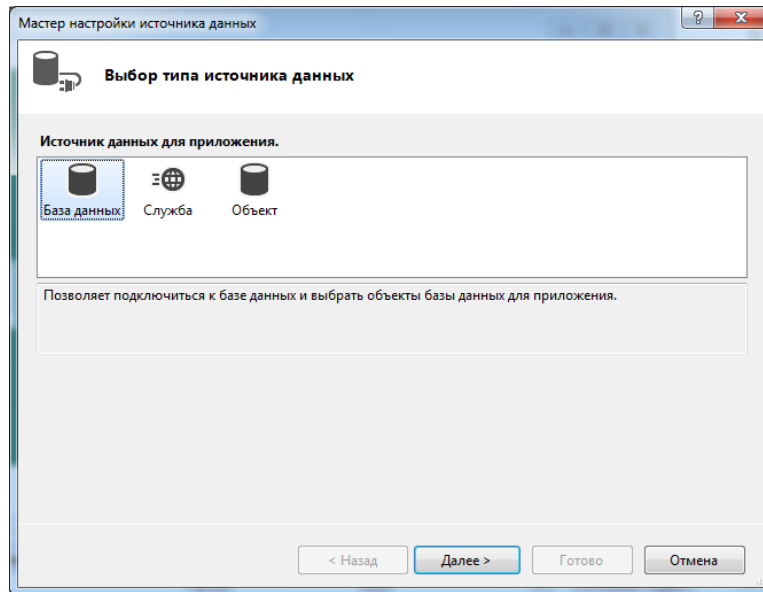 Мастер настройки источника данных
Выбор типа источника данных
Источник данных для приложения.
База данных Служба Объект
Позволяет подключиться к базе данных и выбрать объекты базы данных для приложения.
< Назад Далее > Готово Отмена